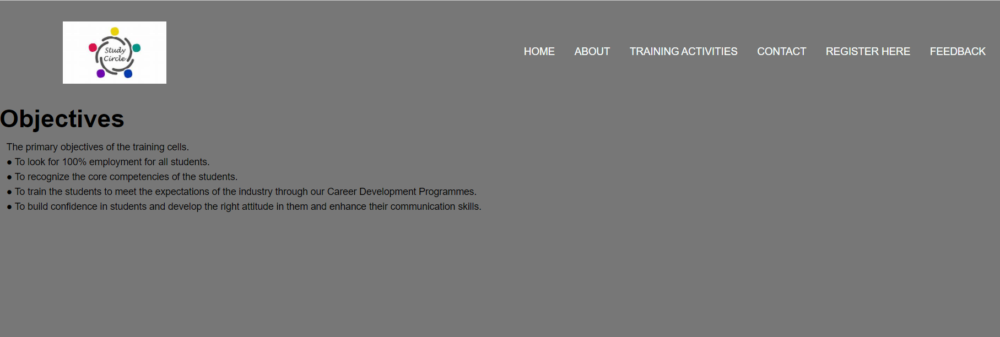 Study
Circle
HOME ABOUT TRAINING ACTIVITIES CONTACT REGISTER HERE FEEDBACK
Objectives
The primary objectives of the training cells.
● To look for 100% employment for all students.
● To recognize the core competencies of the students.
● To train the students to meet the expectations of the industry through our Career Development Programmes.
● To build confidence in students and develop the right attitude in them and enhance their communication skills.